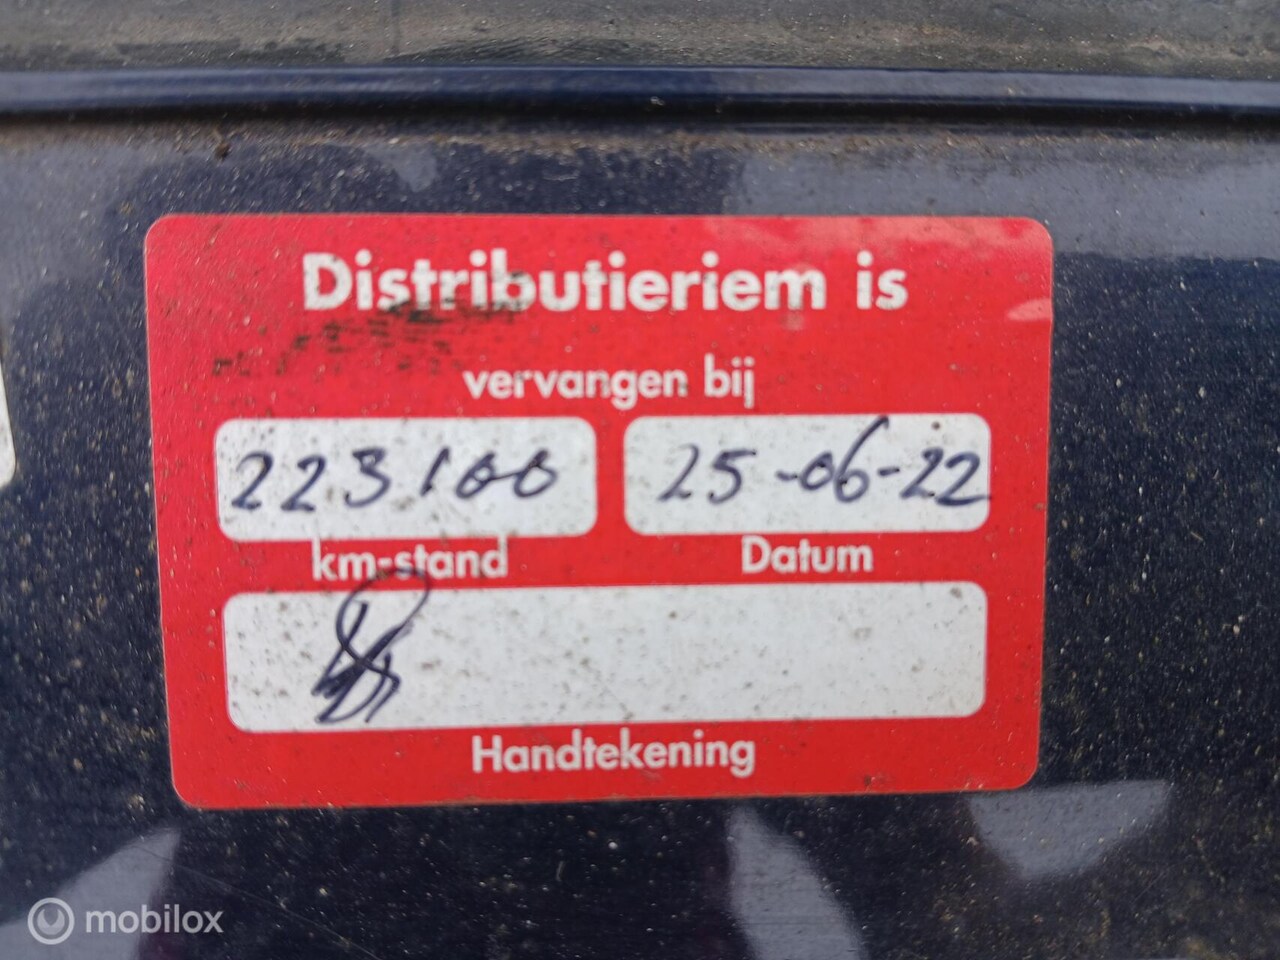 Distributieriem is
vervangen bij
223100 25-06-22
km-stand Datum
Handtekening
mobilox